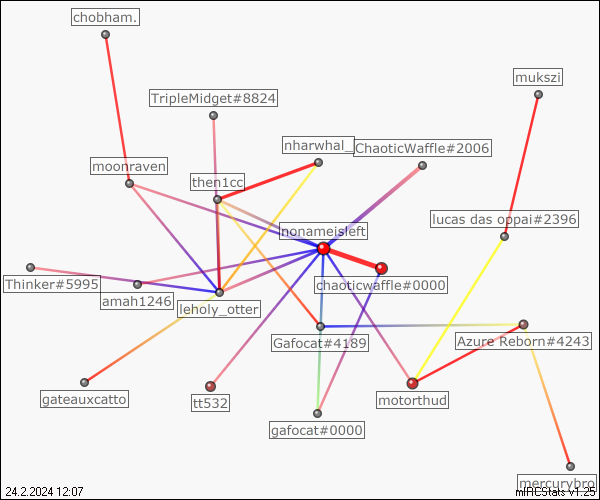 chobham.
mukszi
TripleMidget#8824
nharwhal_
ChaoticWaffle#2006
moonraven
then1cc
lucas das oppai#2396
nonameisleft
Thinker#5995
chaoticwaffle#0000
amah1246
leholy_otter
Gafocat#4189
Azure Reborn#4243
gateauxcatto
tt532
motorthud
gafocat#0000
mercurybro
24.2.2024 12:07
mIRCStats v1.25